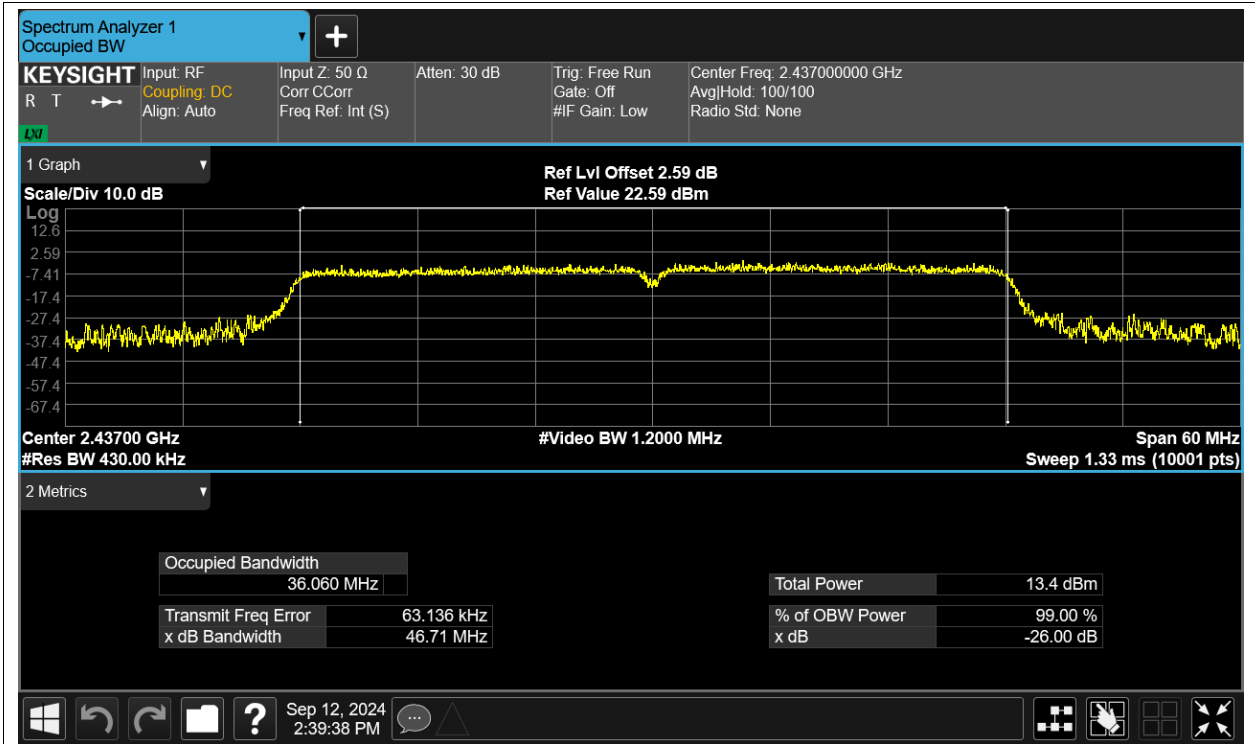 Spectrum Analyzer 1
Occupied BW
KEYSIGHT
R T
LXI
Input: RF
Coupling: DC
Align: Auto
Input Z: 50 Ω
Corr CCorr
Freq Ref: Int (S)
Atten: 30 dB
Trig: Free Run
Gate: Off
#IF Gain: Low
Center Freq: 2.437000000 GHz
Avg|Hold: 100/100
Radio Std: None
1 Graph
Scale/Div 10.0 dB
Ref Lvl Offset 2.59 dB
Ref Value 22.59 dBm
Log
12.6
2.59
-7.41
-17.4
-27.4
-37.4
-47.4
-57.4
-67.4
Center 2.43700 GHz
#Res BW 430.00 kHz
#Video BW 1.2000 MHz
Span 60 MHz
Sweep 1.33 ms (10001 pts)
2 Metrics
Occupied Bandwidth
36.060 MHz
Transmit Freq Error 63.136 kHz
x dB Bandwidth 46.71 MHz
Total Power 13.4 dBm
% of OBW Power 99.00 %
x dB -26.00 dB
?
Sep 12, 2024
2:39:38 PM